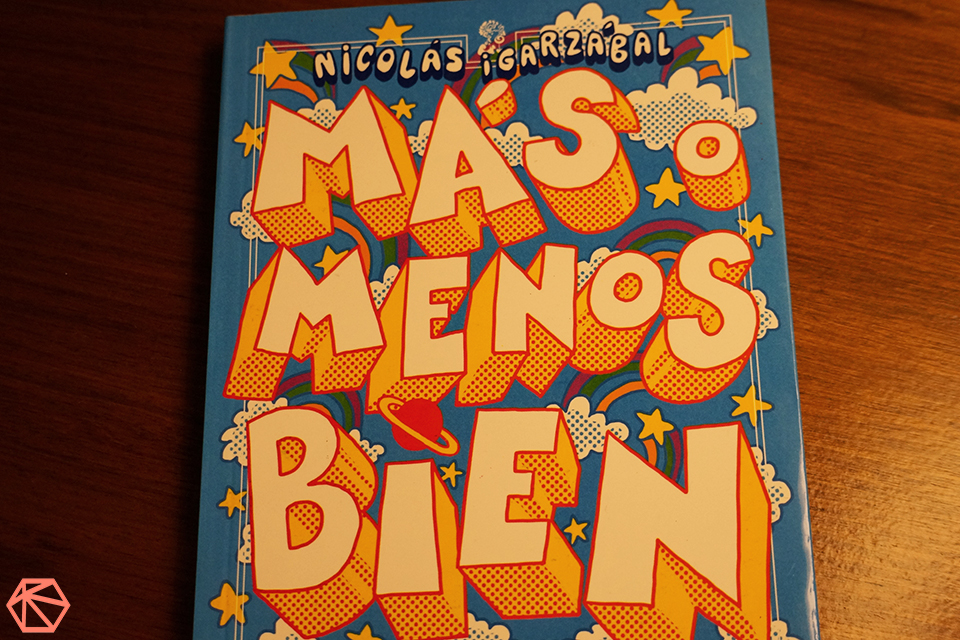 NICOLÁS IGARZÁBAL
MÁS O
MENOS
BIEN